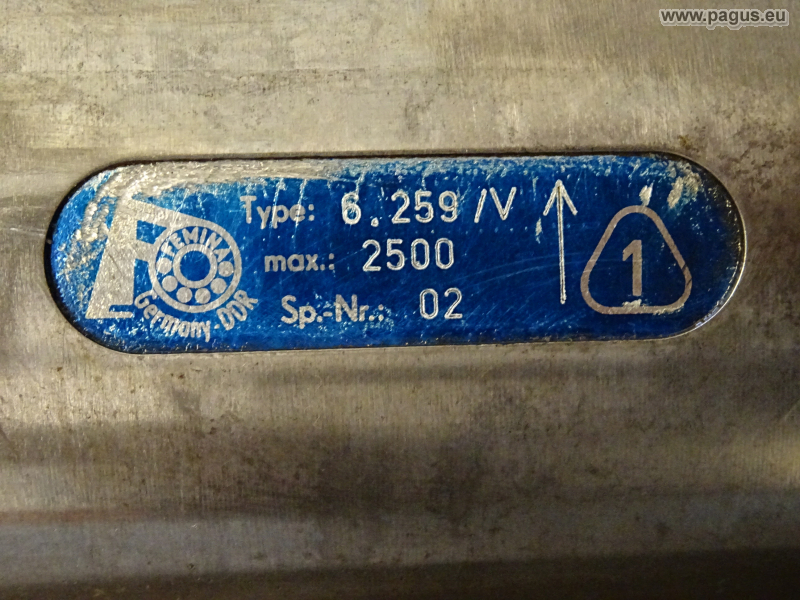 www.pagus.eu
Type: 6.259/V
max.: 2500
Sp.-Nr.: 02
1
FEMINA
Germany-DDR